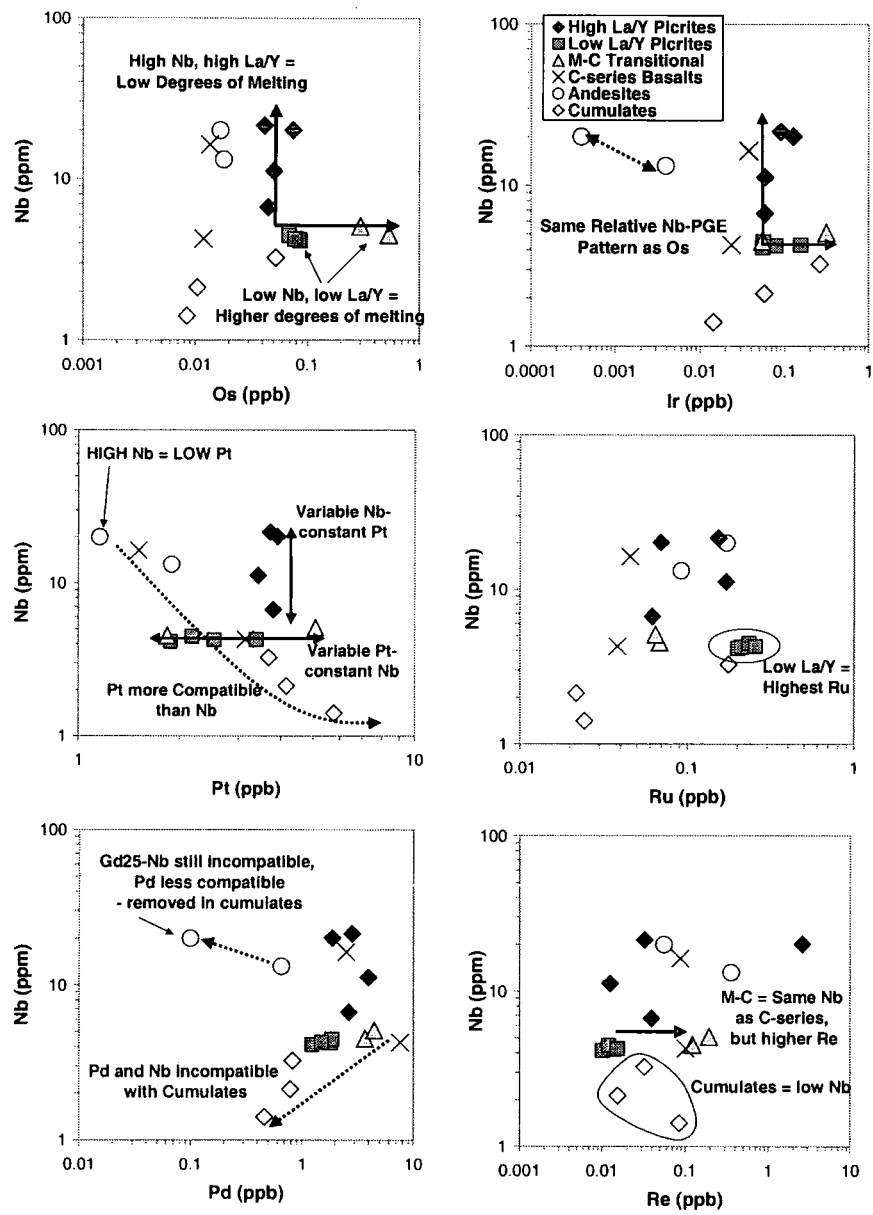 100
High Nb, high La/Y =
Low Degrees of Melting
Nb (ppm)
10
Low Nb, low La/Y =
Higher degrees of melting
1
0.001
0.01
0.1
1
Os (ppb)
High La/Y Picrites
Low La/Y Picrites
M-C Transitional
C-series Basalts
Andesites
Cumulates
100
Nb (ppm)
10
Same Relative Nb-PGE
Pattern as Os
1
0.0001
0.001
0.01
0.1
1
Ir (ppb)
100
HIGH Nb = LOW Pt
Variable Nb-
constant Pt
Nb (ppm)
10
Variable Pt-
constant Nb
Pt more Compatible
than Nb
1
1
10
Pt (ppb)
100
Nb (ppm)
10
Low La/Y =
Highest Ru
1
0.01
0.1
1
Ru (ppb)
100
Gd25-Nb still incompatible,
Pd less compatible
- removed in cumulates
Nb (ppm)
10
Pd and Nb incompatible
with Cumulates
1
0.01
0.1
1
10
Pd (ppb)
100
Nb (ppm)
10
M-C = Same Nb
as C-series,
but higher Re
Cumulates = low Nb
1
0.001
0.01
0.1
1
10
Re (ppb)